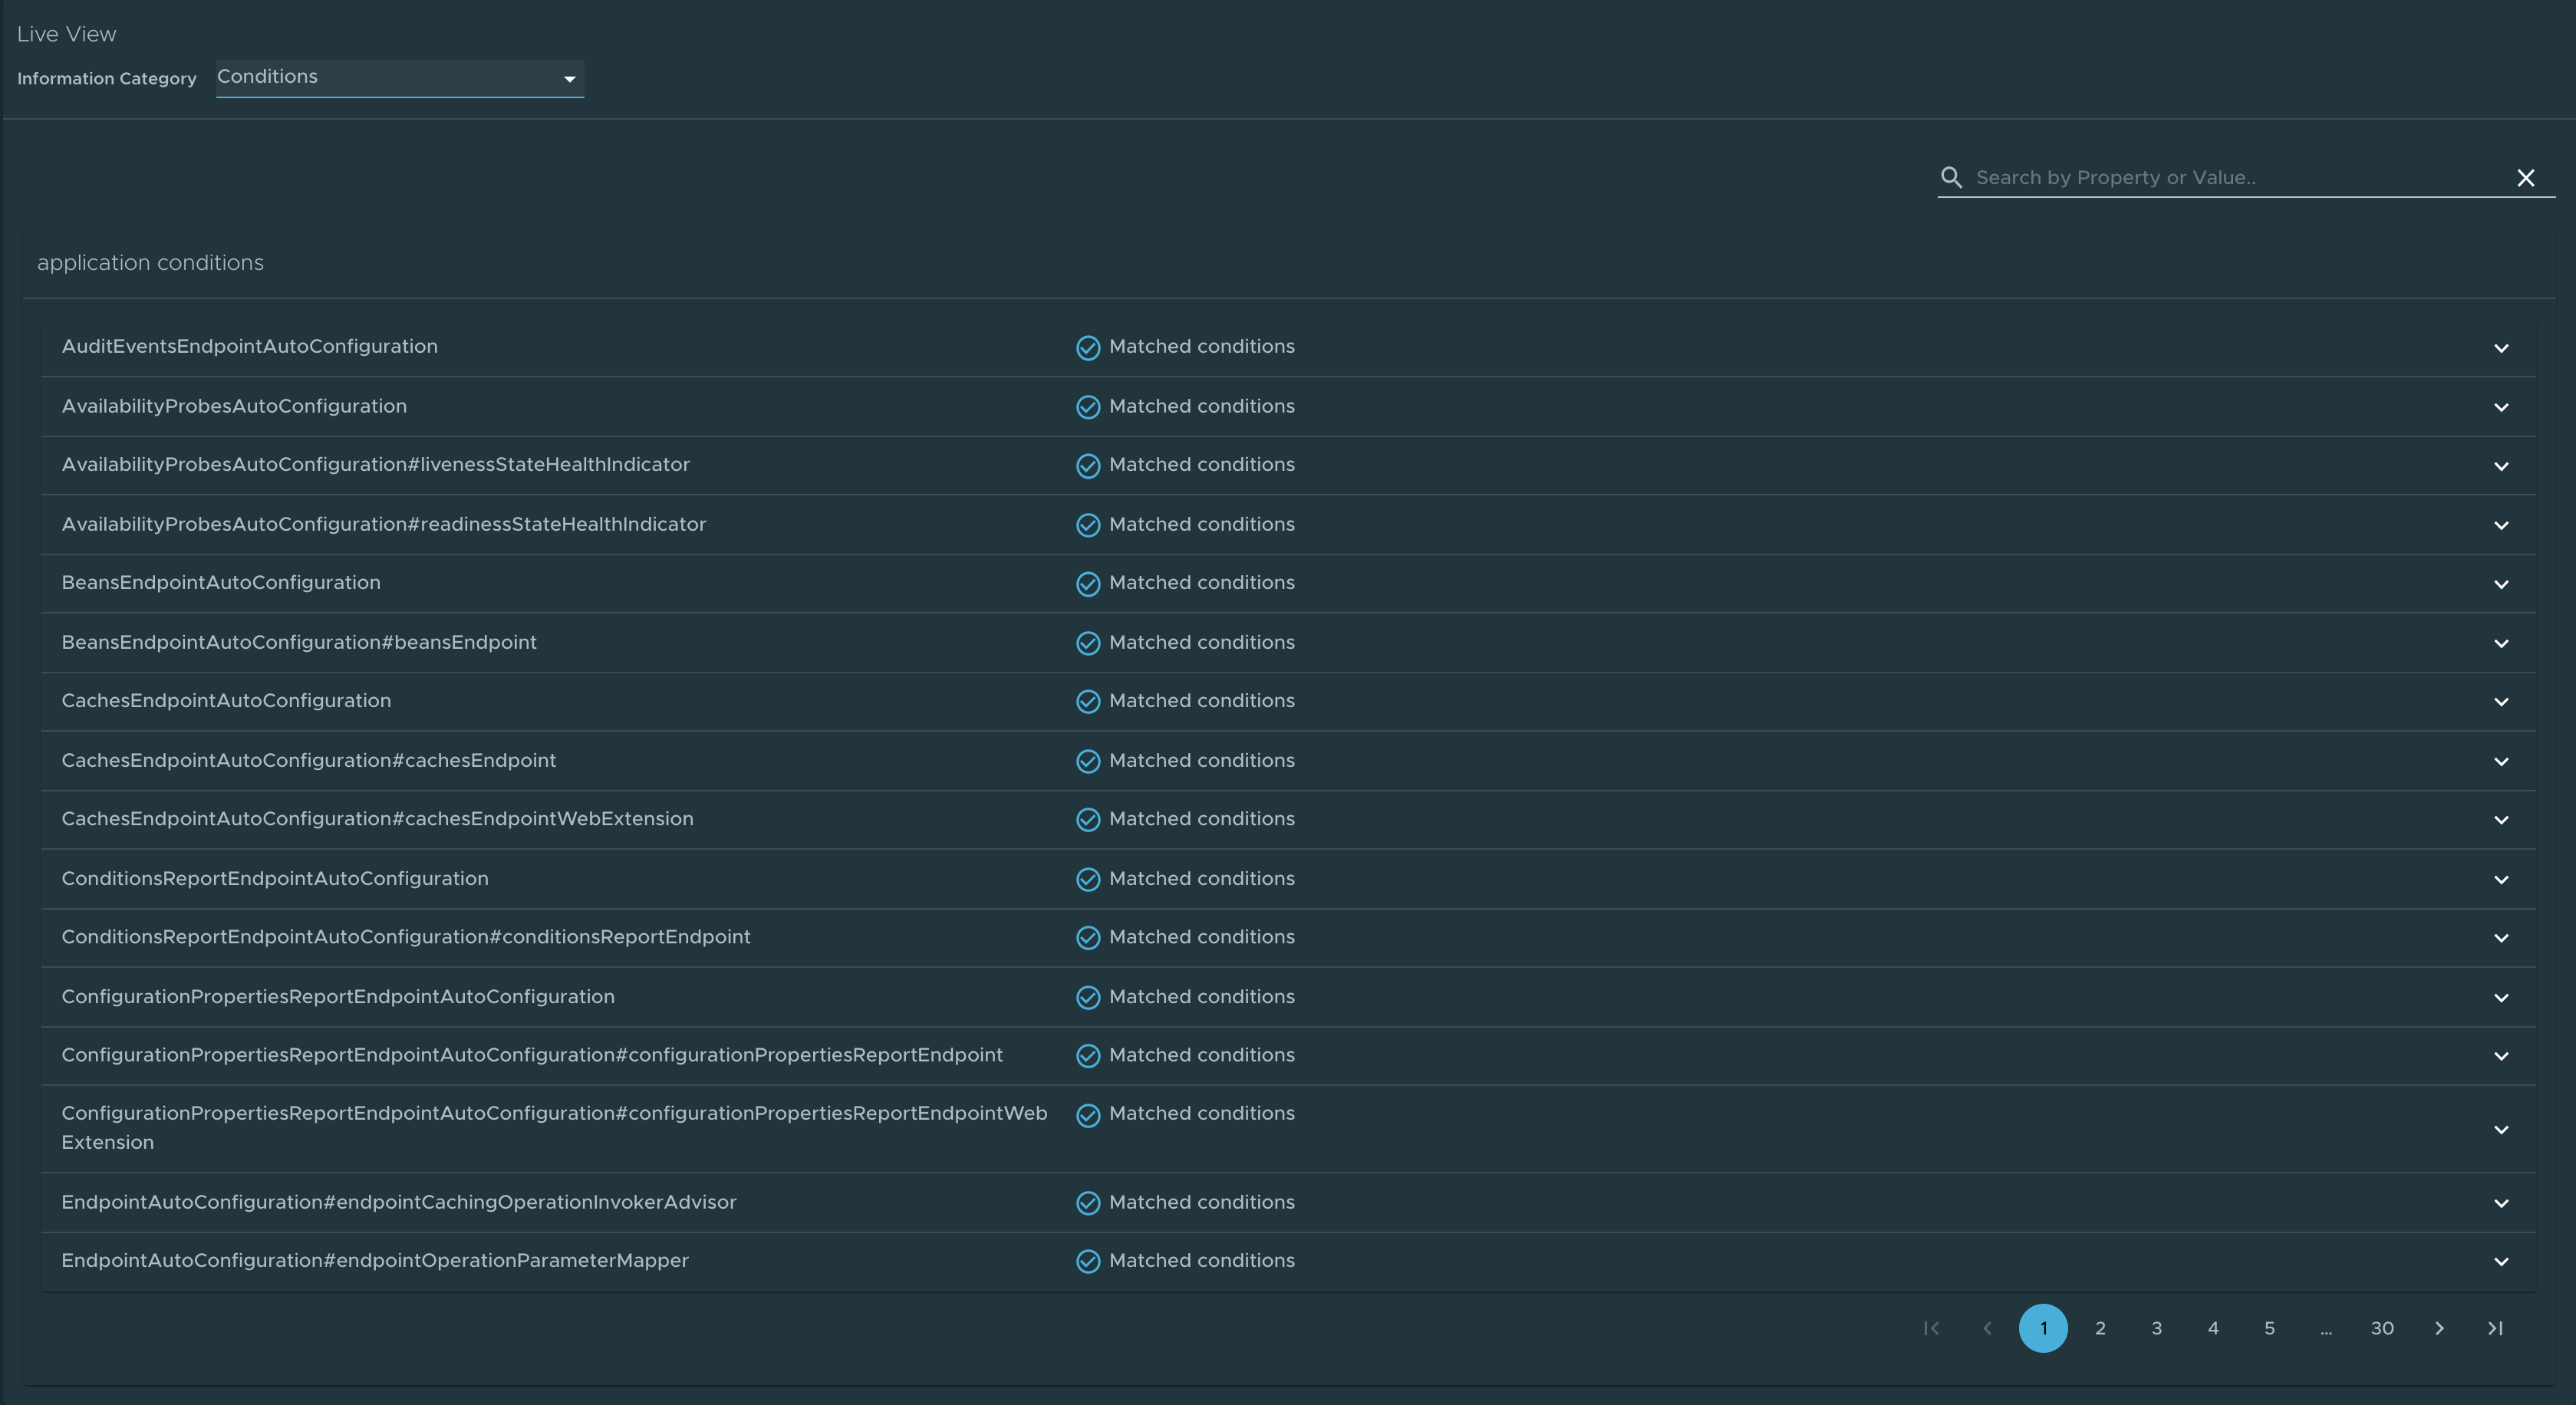 Live View
Information Category Conditions
Search by Property or Value..
application conditions
AuditEventsEndpointAutoConfiguration Matched conditions
AvailabilityProbesAutoConfiguration Matched conditions
AvailabilityProbesAutoConfiguration#livenessStateHealthIndicator Matched conditions
AvailabilityProbesAutoConfiguration#readinessStateHealthIndicator Matched conditions
BeansEndpointAutoConfiguration Matched conditions
BeansEndpointAutoConfiguration#beansEndpoint Matched conditions
CachesEndpointAutoConfiguration Matched conditions
CachesEndpointAutoConfiguration#cachesEndpoint Matched conditions
CachesEndpointAutoConfiguration#cachesEndpointWebExtension Matched conditions
ConditionsReportEndpointAutoConfiguration Matched conditions
ConditionsReportEndpointAutoConfiguration#conditionsReportEndpoint Matched conditions
ConfigurationPropertiesReportEndpointAutoConfiguration Matched conditions
ConfigurationPropertiesReportEndpointAutoConfiguration#configurationPropertiesReportEndpoint Matched conditions
ConfigurationPropertiesReportEndpointAutoConfiguration#configurationPropertiesReportEndpointWeb Matched conditions
Extension
EndpointAutoConfiguration#endpointCachingOperationInvokerAdvisor Matched conditions
EndpointAutoConfiguration#endpointOperationParameterMapper Matched conditions
1 2 3 4 5 ... 30